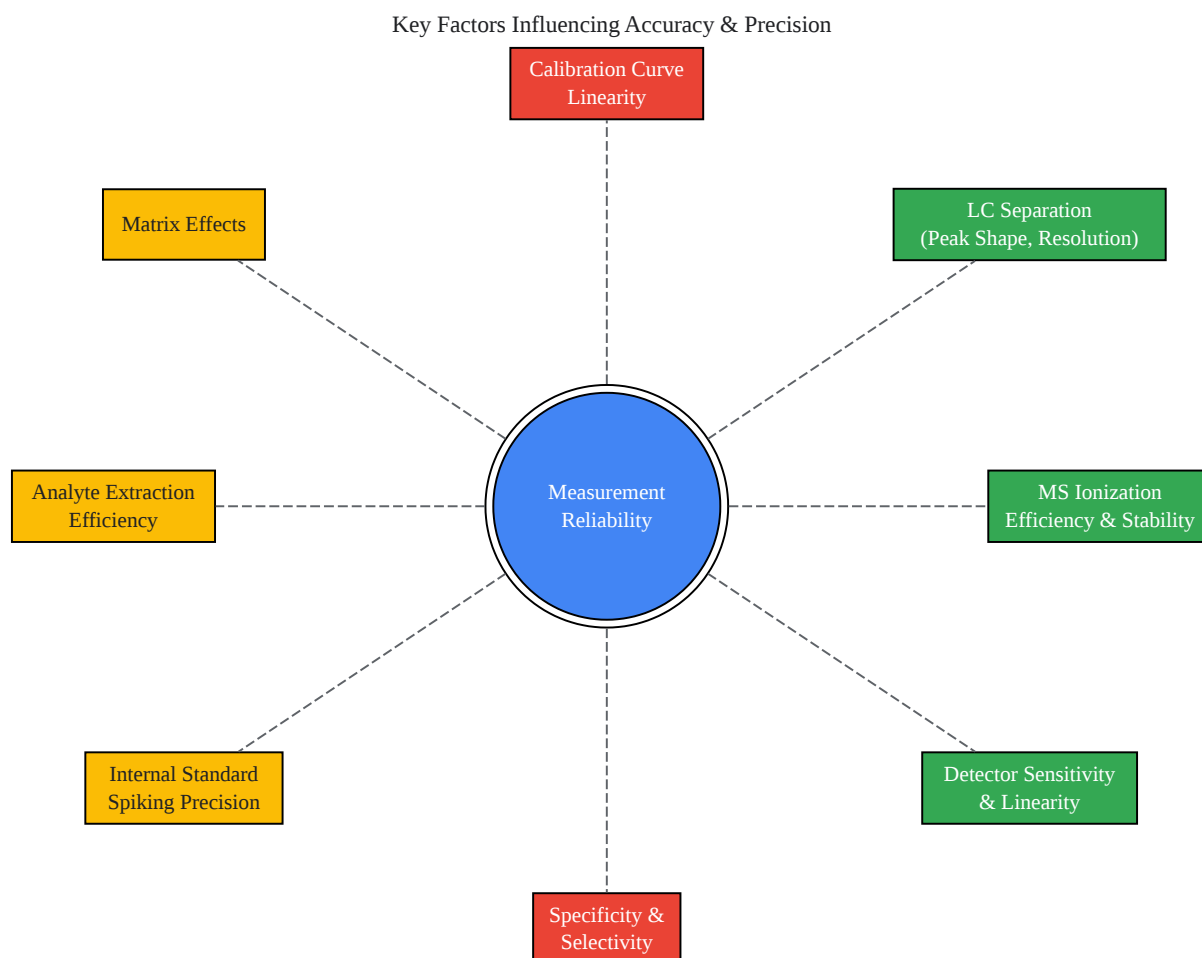 Key Factors Influencing Accuracy & Precision
Calibration Curve
Linearity
Matrix Effects
LC Separation
(Peak Shape, Resolution)
Analyte Extraction
Efficiency
Measurement
Reliability
MS Ionization
Efficiency & Stability
Internal Standard
Spiking Precision
Detector Sensitivity
& Linearity
Specificity &
Selectivity